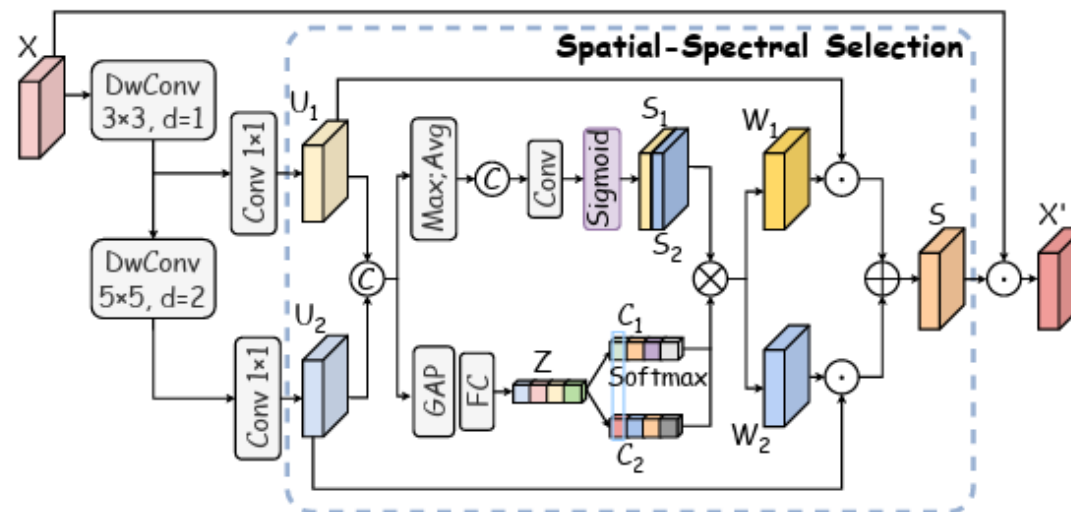 Spatial-Spectral Selection
X
DwConv
3×3, d=1
Conv 1×1
U1
Max;Avg
C
Conv
Sigmoid
S1
S2
W1
DwConv
5×5, d=2
C
Conv 1×1
U2
GAP
FC
Z
C1
Softmax
C2
W2
S
X'